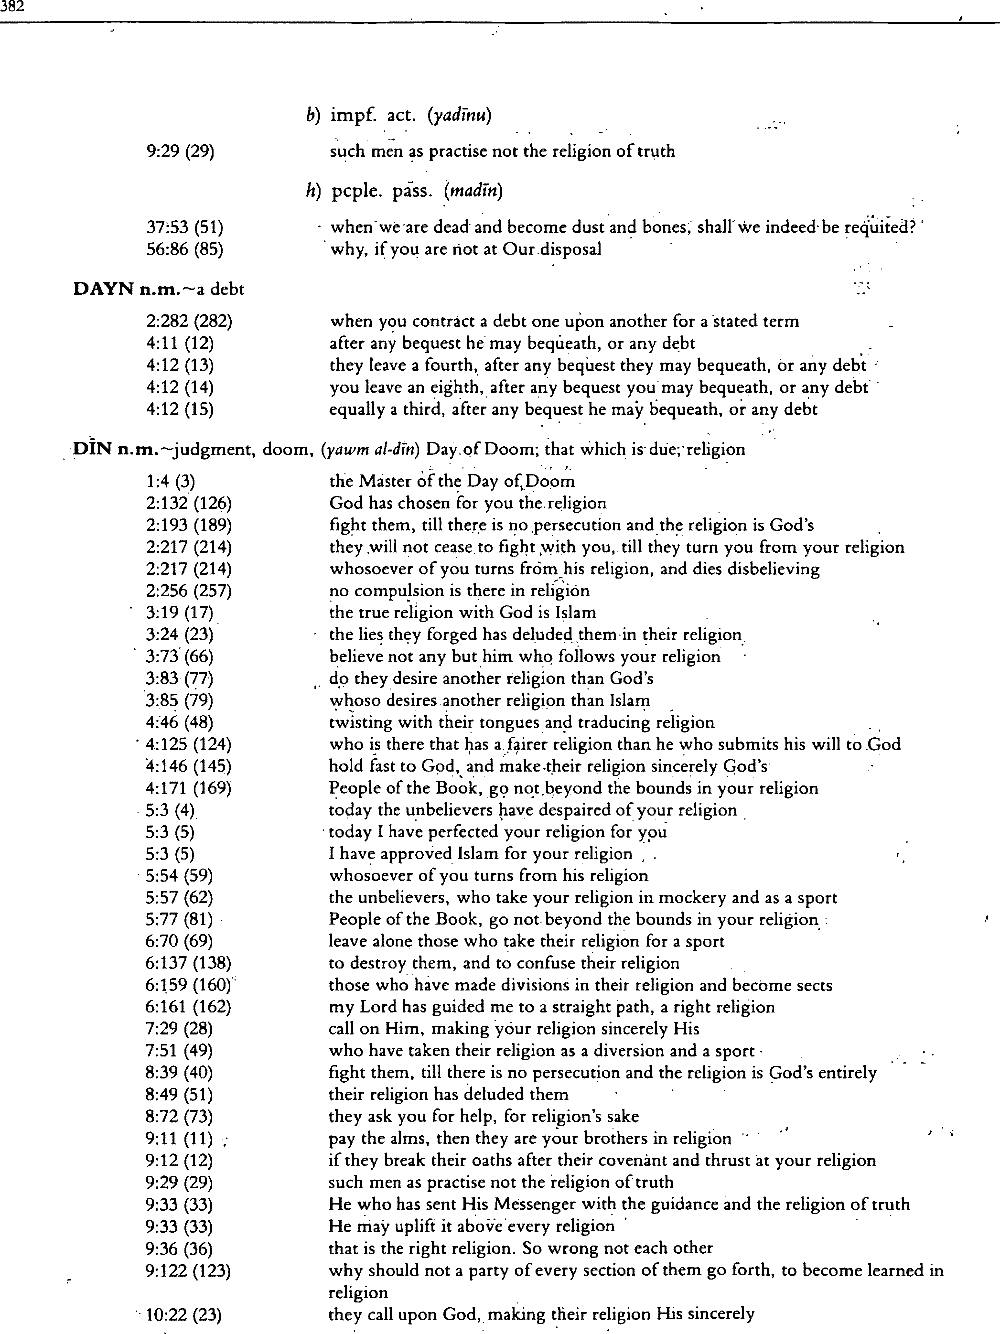 382
b) impf. act. (yadīnu)
9:29 (29) such men as practise not the religion of truth
h) pcple. pass. (madīn)
37:53 (51) when we are dead and become dust and bones, shall we indeed be requited?
56:86 (85) why, if you are not at Our disposal
DAYN n.m.~a debt
2:282 (282) when you contract a debt one upon another for a stated term
4:11 (12) after any bequest he may bequeath, or any debt
4:12 (13) they leave a fourth, after any bequest they may bequeath, or any debt
4:12 (14) you leave an eighth, after any bequest you may bequeath, or any debt
4:12 (15) equally a third, after any bequest he may bequeath, or any debt
DĪN n.m.~judgment, doom, (yawm al-dīn) Day of Doom; that which is due; religion
1:4 (3) the Master of the Day of Doom
2:132 (126) God has chosen for you the religion
2:193 (189) fight them, till there is no persecution and the religion is God's
2:217 (214) they will not cease to fight with you, till they turn you from your religion
2:217 (214) whosoever of you turns from his religion, and dies disbelieving
2:256 (257) no compulsion is there in religion
3:19 (17) the true religion with God is Islam
3:24 (23) the lies they forged has deluded them in their religion
3:73 (66) believe not any but him who follows your religion
3:83 (77) do they desire another religion than God's
3:85 (79) whoso desires another religion than Islam
4:46 (48) twisting with their tongues and traducing religion
4:125 (124) who is there that has a fairer religion than he who submits his will to God
4:146 (145) hold fast to God, and make their religion sincerely God's
4:171 (169) People of the Book, go not beyond the bounds in your religion
5:3 (4) today the unbelievers have despaired of your religion
5:3 (5) today I have perfected your religion for you
5:3 (5) I have approved Islam for your religion
5:54 (59) whosoever of you turns from his religion
5:57 (62) the unbelievers, who take your religion in mockery and as a sport
5:77 (81) People of the Book, go not beyond the bounds in your religion
6:70 (69) leave alone those who take their religion for a sport
6:137 (138) to destroy them, and to confuse their religion
6:159 (160) those who have made divisions in their religion and become sects
6:161 (162) my Lord has guided me to a straight path, a right religion
7:29 (28) call on Him, making your religion sincerely His
7:51 (49) who have taken their religion as a diversion and a sport
8:39 (40) fight them, till there is no persecution and the religion is God's entirely
8:49 (51) their religion has deluded them
8:72 (73) they ask you for help, for religion's sake
9:11 (11) pay the alms, then they are your brothers in religion
9:12 (12) if they break their oaths after their covenant and thrust at your religion
9:29 (29) such men as practise not the religion of truth
9:33 (33) He who has sent His Messenger with the guidance and the religion of truth
9:33 (33) He may uplift it above every religion
9:36 (36) that is the right religion. So wrong not each other
9:122 (123) why should not a party of every section of them go forth, to become learned in
religion
10:22 (23) they call upon God, making their religion His sincerely